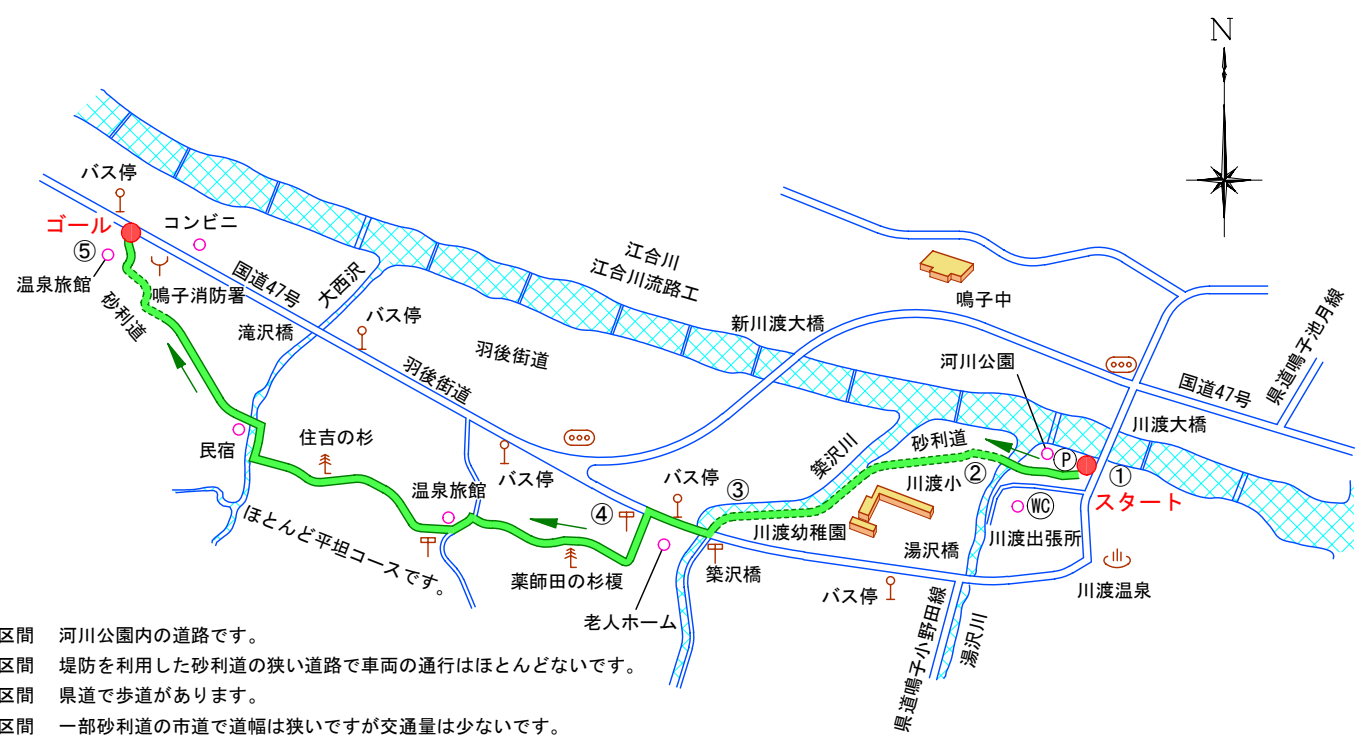 N
バス停
ゴール
コンビニ
⑤
温泉旅館
国道47号
大西沢
鳴子消防署
砂利道
滝沢橋
バス停
羽後街道
羽後街道
江合川
江合川流路工
新川渡大橋
鳴子中
河川公園
国道47号
県道鳴子池月線
川渡大橋
P
①
スタート
砂利道
②
築沢川
川渡小
WC
川渡出張所
川渡幼稚園
湯沢橋
川渡温泉
バス停
県道鳴子小野田線
湯沢川
③
バス停
築沢橋
④
老人ホーム
バス停
薬師田の杉榎
温泉旅館
住吉の杉
民宿
ほとんど平坦コースです。
区間 河川公園内の道路です。
区間 堤防を利用した砂利道の狭い道路で車両の通行はほとんどないです。
区間 県道で歩道があります。
区間 一部砂利道の市道で道幅は狭いですが交通量は少ないです。